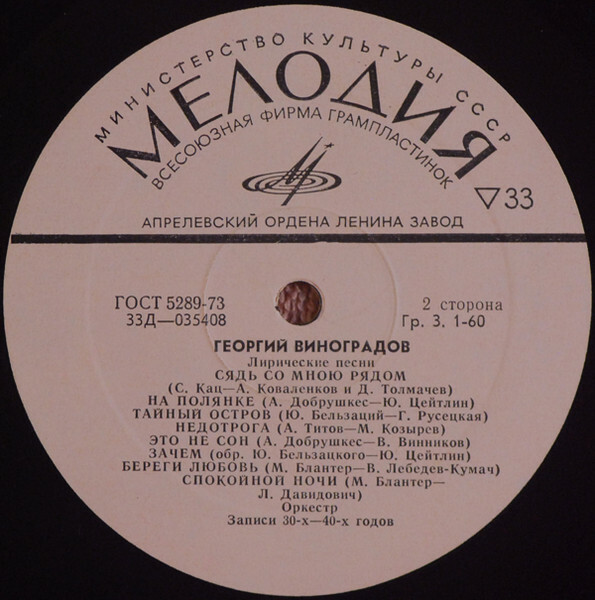 МИНИСТЕРСТВО КУЛЬТУРЫ СССР
МЕЛОДИЯ
ВСЕСОЮЗНАЯ ФИРМА ГРАМПЛАСТИНОК
▽33
АПРЕЛЕВСКИЙ ОРДЕНА ЛЕНИНА ЗАВОД
ГОСТ 5289-73
2 сторона
33Д—035408
Гр. 3. 1-60
ГЕОРГИЙ ВИНОГРАДОВ
Лирические песни
СЯДЬ СО МНОЮ РЯДОМ
(С. Кац—А. Коваленков и Д. Толмачев)
НА ПОЛЯНКЕ (А. Добрушкес—Ю. Цейтлин)
ТАЙНЫЙ ОСТРОВ (Ю. Бельзаций—Г. Русецкая)
НЕДОТРОГА (А. Титов—М. Козырев)
ЭТО НЕ СОН (А. Добрушкес—В. Винников)
ЗАЧЕМ (обр. Ю. Бельзацкого—Ю. Цейтлин)
БЕРЕГИ ЛЮБОВЬ (М. Блантер—В. Лебедев-Кумач)
СПОКОЙНОЙ НОЧИ (М. Блантер—
Л. Давидович)
Оркестр
Записи 30-х—40-х годов